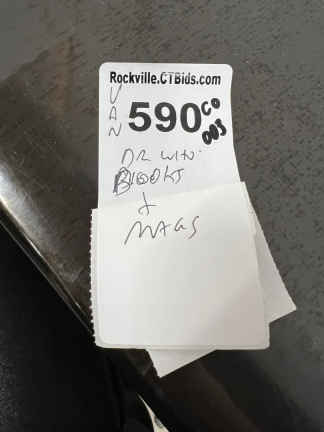 Rockville.CTBids.com
VAN
590
CO
003
DR WIN.
BOOKS
+
MAGS